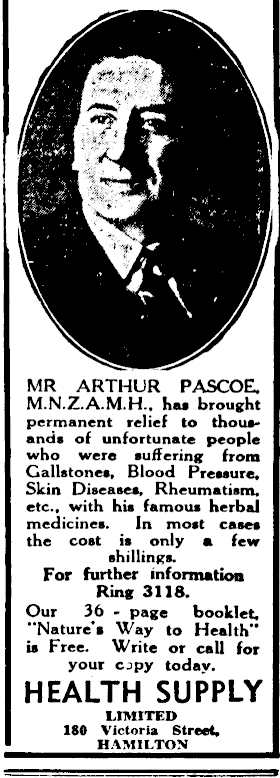 MR ARTHUR PASCOE,
M.N.Z.A.M.H., has brought
permanent relief to thous-
ands of unfortunate people
who were suffering from
Gallstones, Blood Pressure,
Skin Diseases, Rheumatism,
etc., with his famous herbal
medicines. In most cases
the cost is only a few
shillings.
For further information
Ring 3118.
Our 36 - page booklet,
"Nature's Way to Health"
is Free. Write or call for
your copy today.
HEALTH SUPPLY
LIMITED
180 Victoria Street,
HAMILTON